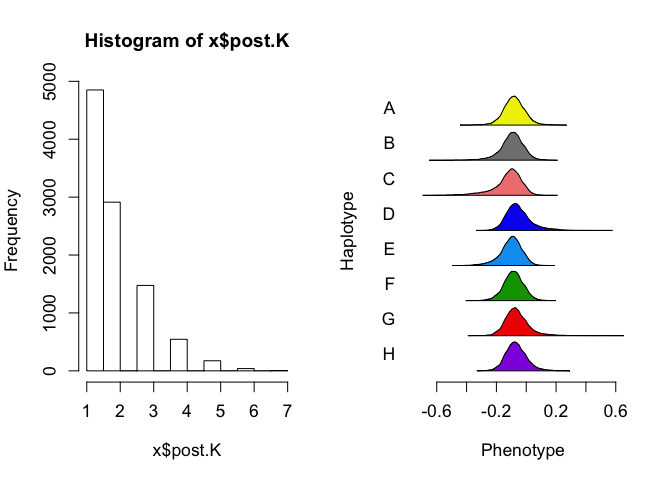 Histogram of x$post.K
Frequency
0
1000
2000
3000
4000
5000
1 2 3 4 5 6 7
x$post.K
Haplotype
A
B
C
D
E
F
G
H
-0.6 -0.2 0.2 0.6
Phenotype